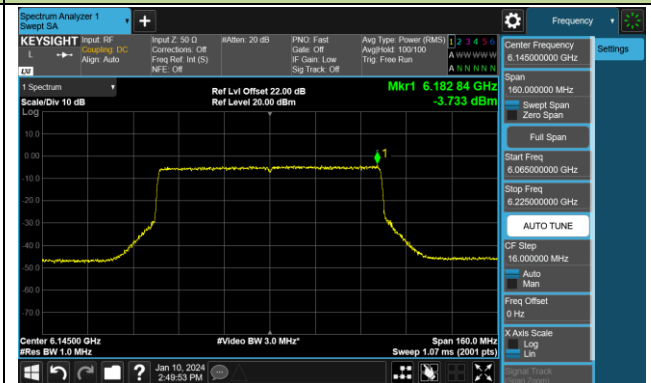 Spectrum Analyzer 1
Swept SA
Frequency
KEYSIGHT
L
LXI
Input: RF
Coupling: DC
Align: Auto
Input Z: 50 Ω
Corrections: Off
Freq Ref: Int (S)
NFE: Off
#Atten: 20 dB
PNO: Fast
Gate: Off
IF Gain: Low
Sig Track: Off
Avg Type: Power (RMS)
Avg|Hold: 100/100
Trig: Free Run
1 2 3 4 5 6
A W W W W W
A N N N N N
1 Spectrum
Scale/Div 10 dB
Log
Ref Lvl Offset 22.00 dB
Ref Level 20.00 dBm
Mkr1 6.182 84 GHz
-3.733 dBm
10.0
0.00
-10.0
-20.0
-30.0
-40.0
-50.0
-60.0
-70.0
1
Center 6.14500 GHz
#Res BW 1.0 MHz
#Video BW 3.0 MHz*
Span 160.0 MHz
Sweep 1.07 ms (2001 pts)
Center Frequency
6.145000000 GHz
Settings
Span
160.000000 MHz
Swept Span
Zero Span
Full Span
Start Freq
6.065000000 GHz
Stop Freq
6.225000000 GHz
AUTO TUNE
CF Step
16.000000 MHz
Auto
Man
Freq Offset
0 Hz
X Axis Scale
Log
Lin
Signal Track
(Span Zoom)
?
Jan 10, 2024
2:49:53 PM